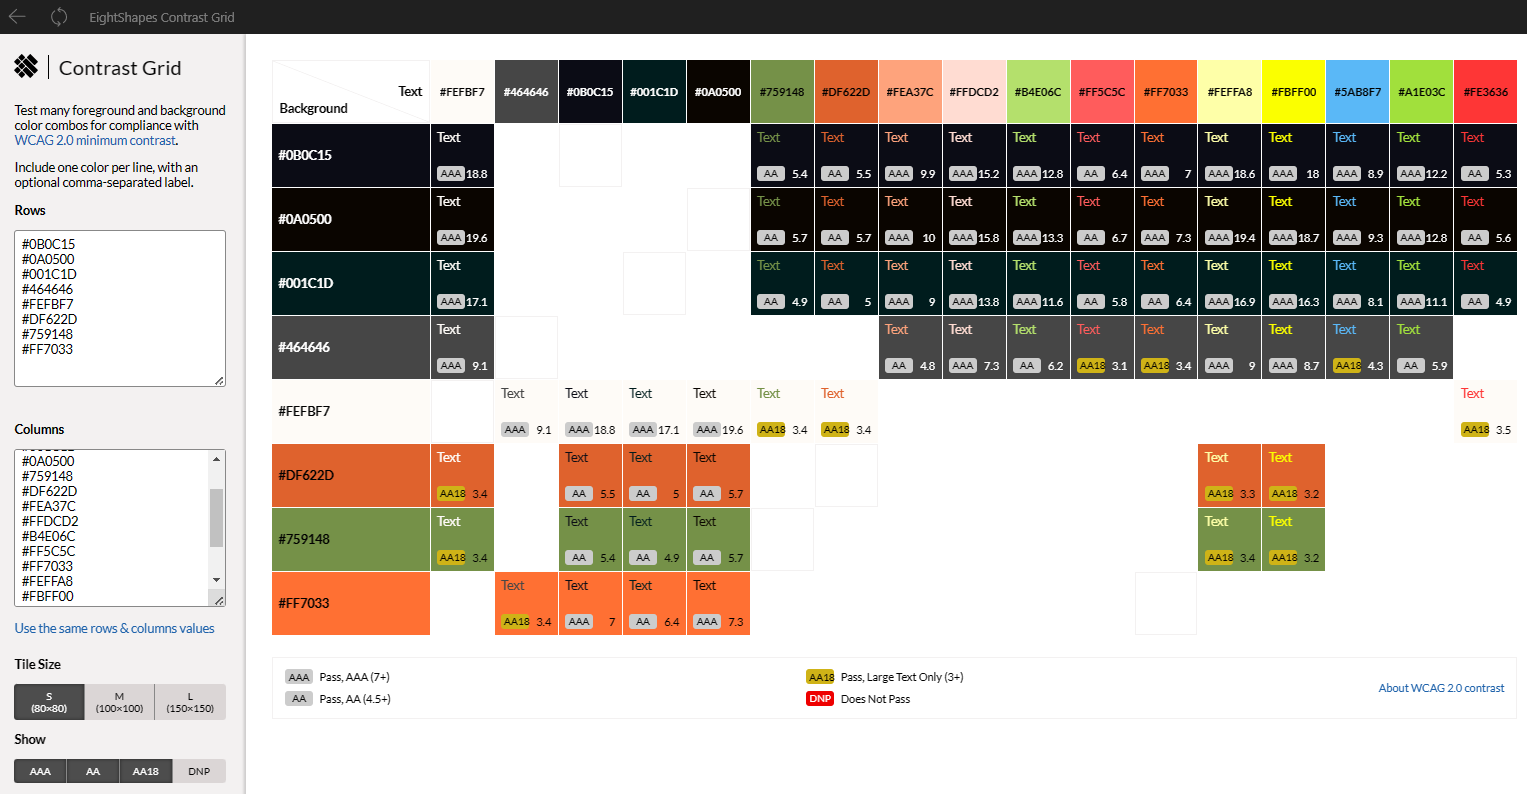 EightShapes Contrast Grid
Contrast Grid
Test many foreground and background
color combos for compliance with
WCAG 2.0 minimum contrast.
Include one color per line, with an
optional comma-separated label.
Rows
#0B0C15
#0A0500
#001C1D
#464646
#FEFBF7
#DF622D
#759148
#FF7033
Columns
#0A0500
#759148
#DF622D
#FEA37C
#FFDCD2
#B4E06C
#FF5C5C
#FF7033
#FEFFA8
#FBFF00
Use the same rows & columns values
Tile Size
S M L
(80×80) (100×100) (150×150)
Show
AAA AA AA18 DNP
Text
Background
#FEFBF7 #464646 #0B0C15 #001C1D #0A0500 #759148 #DF622D #FEA37C #FFDCD2 #B4E06C #FF5C5C #FF7033 #FEFFA8 #FBFF00 #5AB8F7 #A1E03C #FE3636
Text Text Text Text Text Text Text Text Text Text Text Text
#0B0C15
AAA 18.8 AA 5.4 AA 5.5 AAA 9.9 AAA 15.2 AAA 12.8 AA 6.4 AAA 7 AAA 18.6 AAA 18 AAA 8.9 AAA 12.2 AA 5.3
Text Text Text Text Text Text Text Text Text Text Text Text Text
#0A0500
AAA 19.6 AA 5.7 AA 5.7 AAA 10 AAA 15.8 AAA 13.3 AA 6.7 AAA 7.3 AAA 19.4 AAA 18.7 AAA 9.3 AAA 12.8 AA 5.6
Text Text Text Text Text Text Text Text Text Text Text Text Text
#001C1D
AAA 17.1 AA 4.9 AA 5 AAA 9 AAA 13.8 AAA 11.6 AA 5.8 AA 6.4 AAA 16.9 AAA 16.3 AAA 8.1 AAA 11.1 AA 4.9
Text Text Text Text Text Text Text Text Text Text
#464646
AAA 9.1 AA 4.8 AAA 7.3 AA 6.2 AA18 3.1 AA18 3.4 AAA 9 AAA 8.7 AA18 4.3 AA 5.9
Text Text Text Text Text Text Text
#FEFBF7
AAA 9.1 AAA 18.8 AAA 17.1 AAA 19.6 AA18 3.4 AA18 3.4 AA18 3.5
Text Text Text Text Text Text
#DF622D
AA18 3.4 AA 5.5 AA 5 AA 5.7 AA18 3.3 AA18 3.2
Text Text Text Text Text Text
#759148
AA18 3.4 AA 5.4 AA 4.9 AA 5.7 AA18 3.4 AA18 3.2
Text Text Text Text
#FF7033
AA18 3.4 AAA 7 AA 6.4 AAA 7.3
AAA Pass, AAA (7+)
AA Pass, AA (4.5+)
AA18 Pass, Large Text Only (3+)
DNP Does Not Pass
About WCAG 2.0 contrast